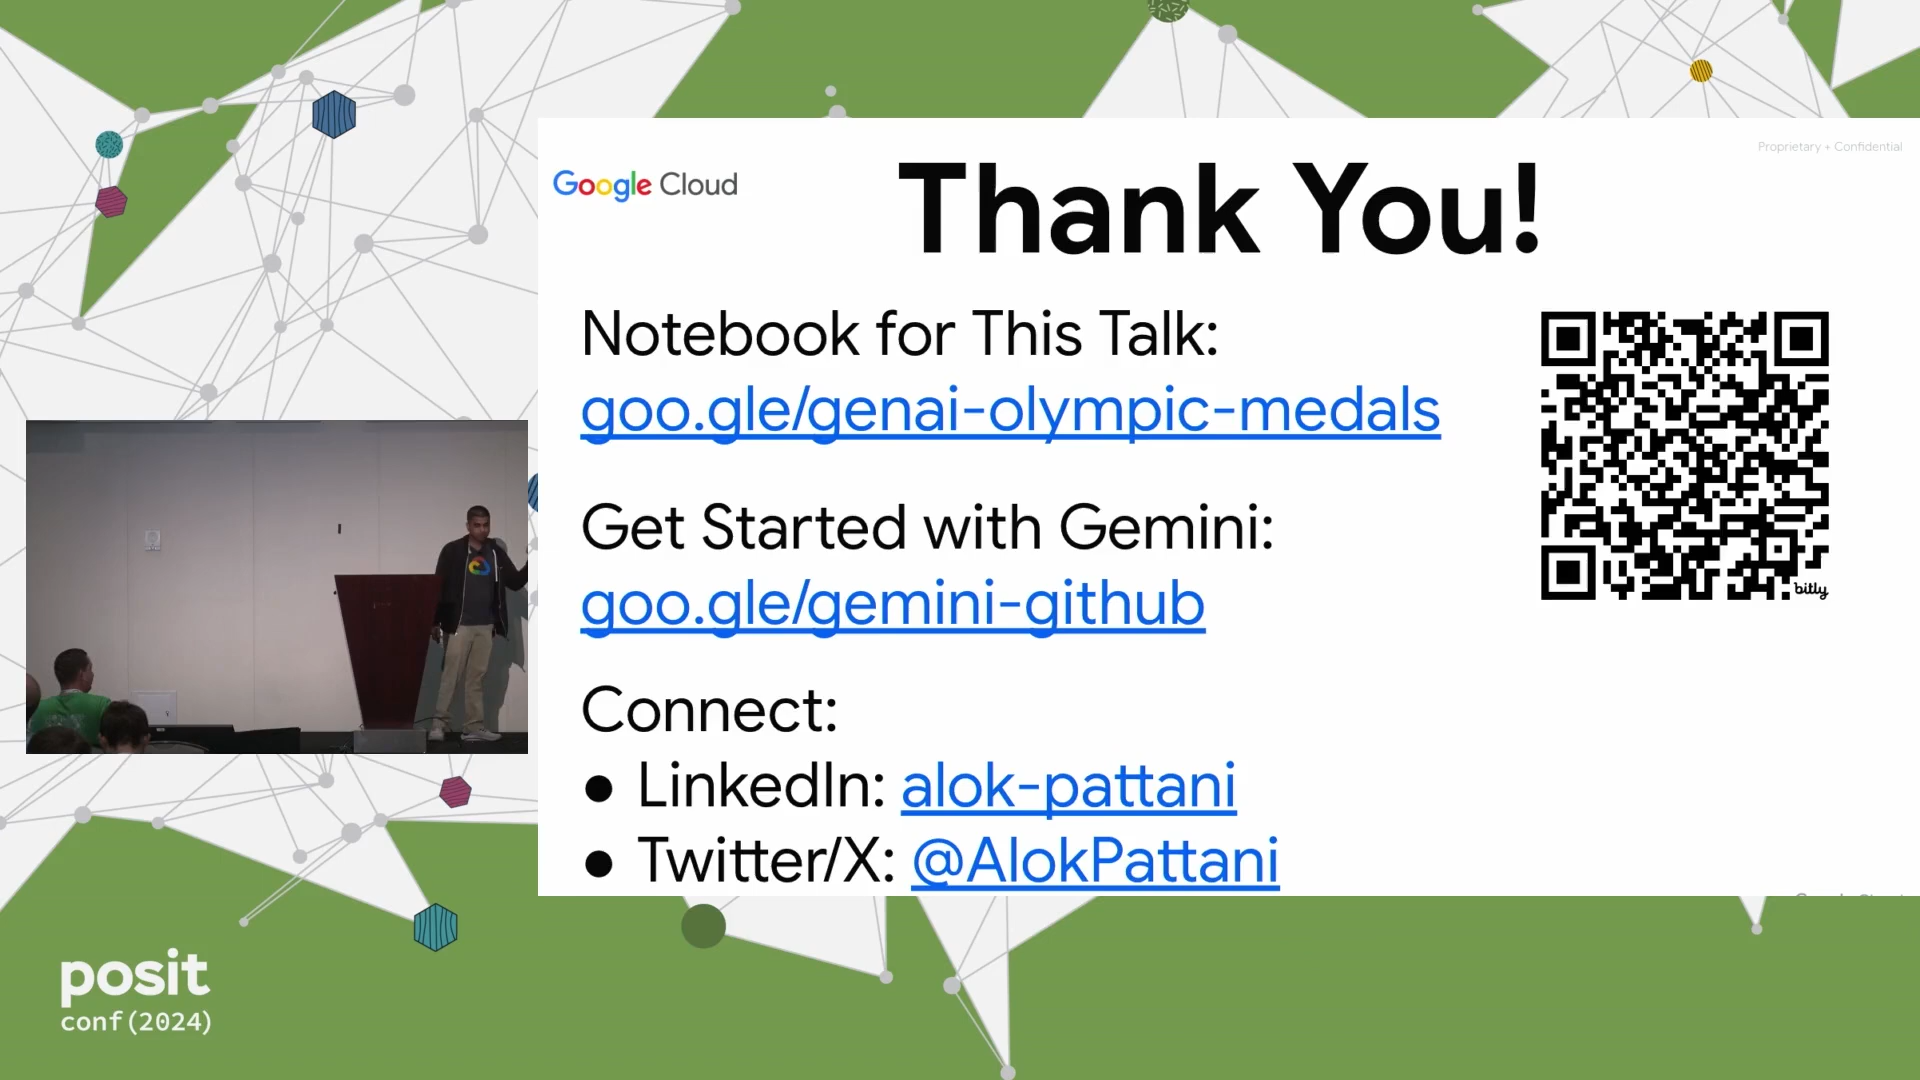 Proprietary + Confidential
Google Cloud
Thank You!
Notebook for This Talk:
goo.gle/genai-olympic-medals
Get Started with Gemini:
goo.gle/gemini-github
bitly
Connect:
● LinkedIn: alok-pattani
● Twitter/X: @AlokPattani
posit
conf(2024)